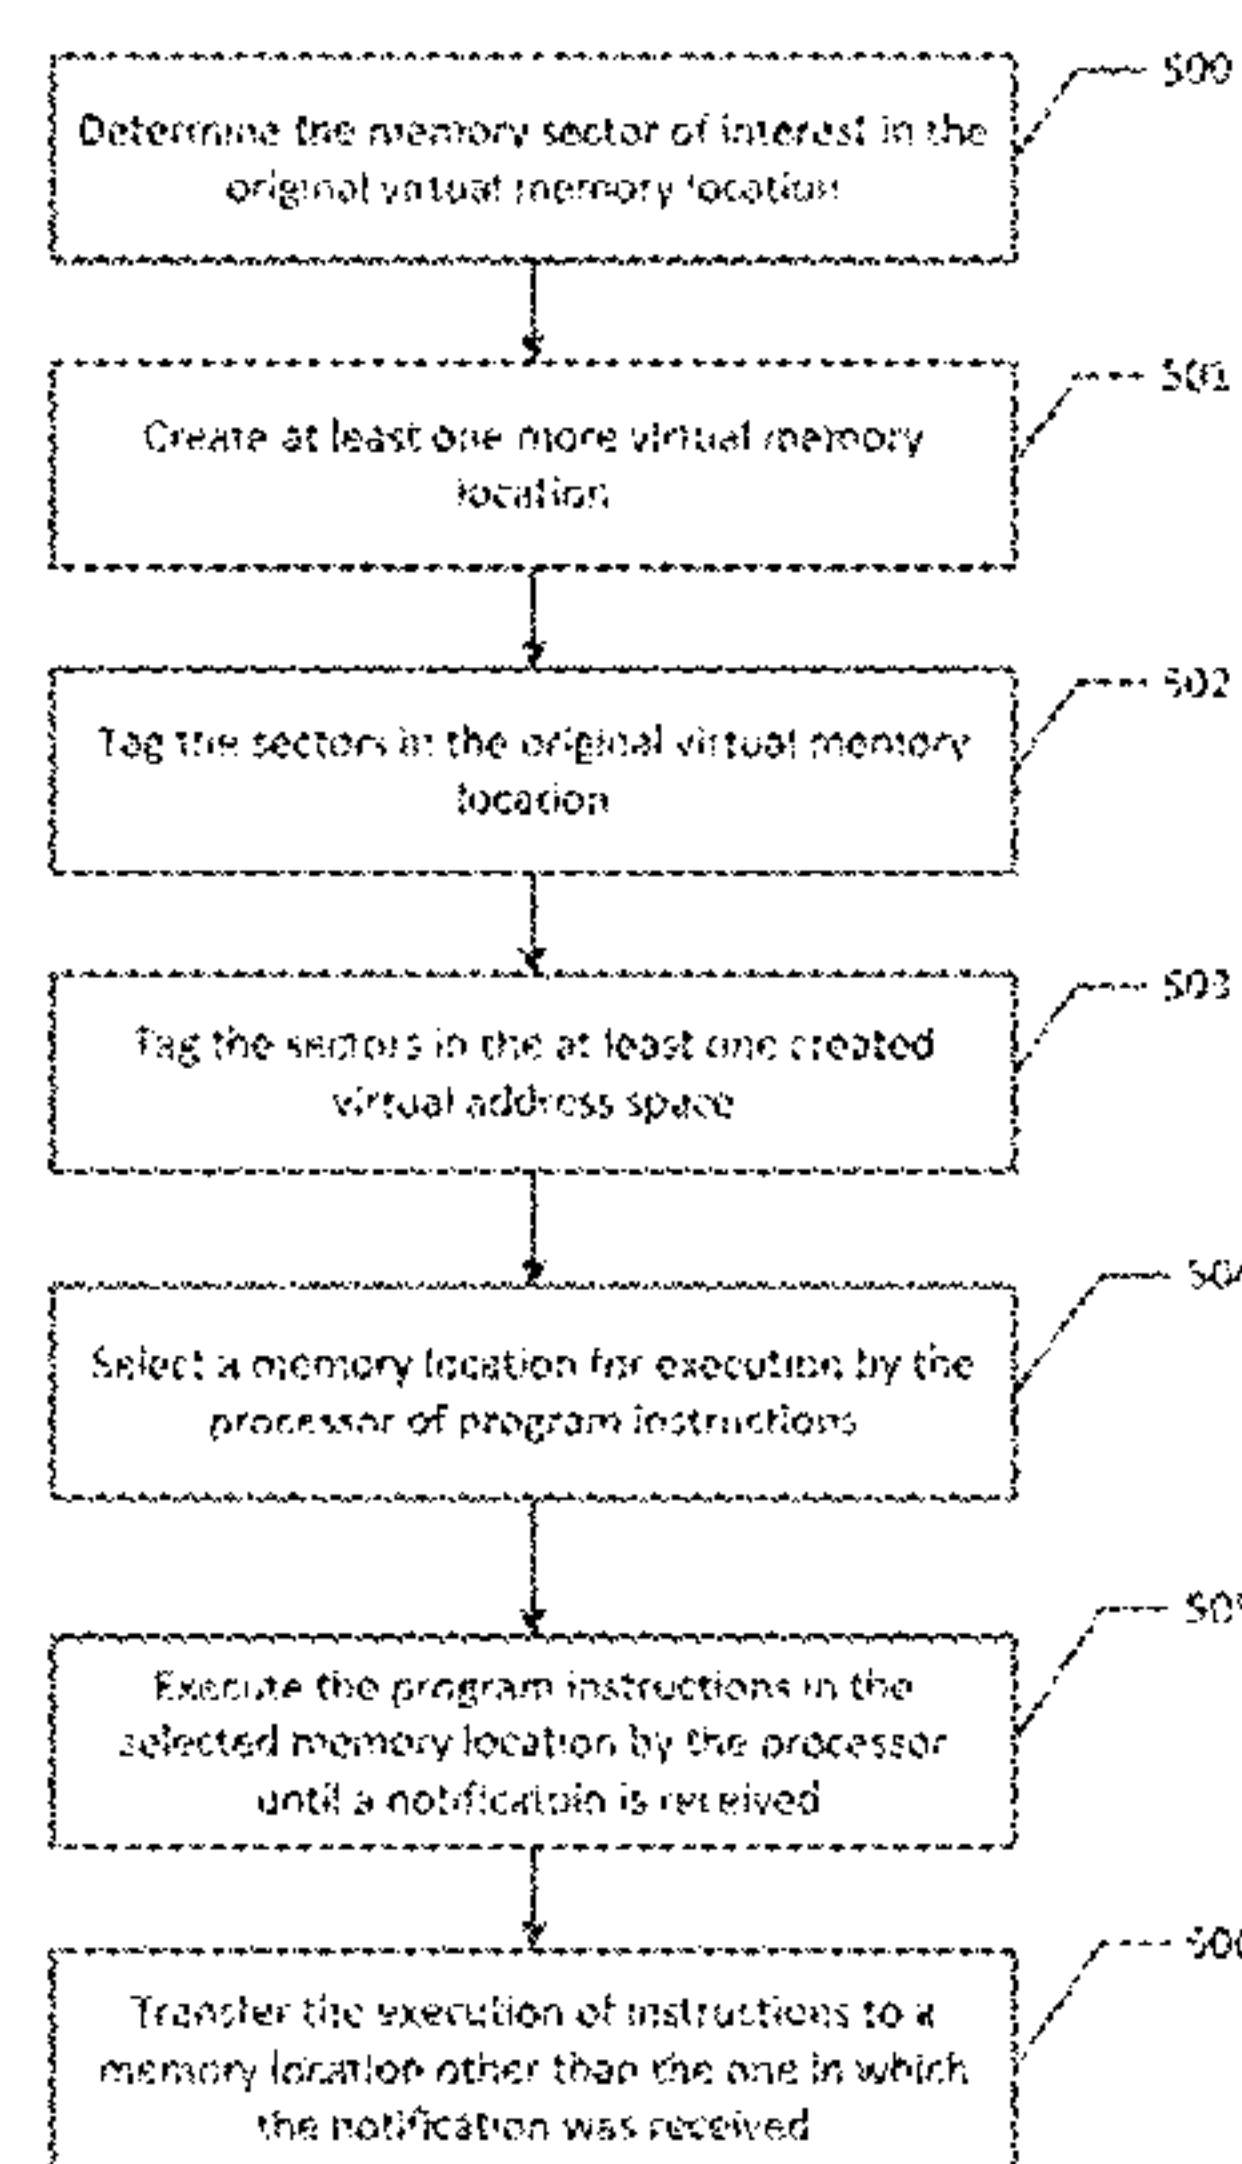 500
Determine the memory sector of interest in the
original virtual memory location
501
Create at least one more virtual memory
location
502
Tag the sectors in the original virtual memory
location
503
Tag the sectors in the at least one created
virtual address space
504
Select a memory location for execution by the
processor of program instructions
50
Execute the program instructions in the
selected memory location by the processor
until a notificatoin is received
50
Transfer the execution of instructions to a
memory location other than the one in which
the notification was received